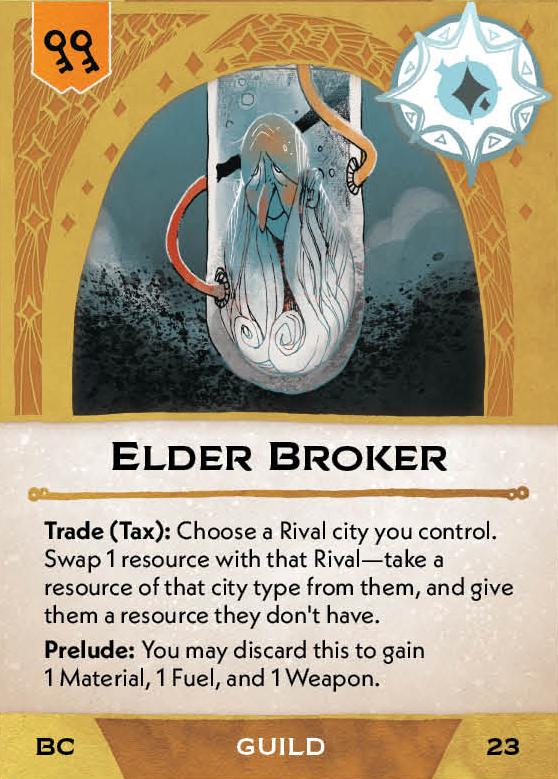 ELDER BROKER
Trade (Tax): Choose a Rival city you control.
Swap 1 resource with that Rival—take a
resource of that city type from them, and give
them a resource they don't have.
Prelude: You may discard this to gain
1 Material, 1 Fuel, and 1 Weapon.
BC GUILD 23